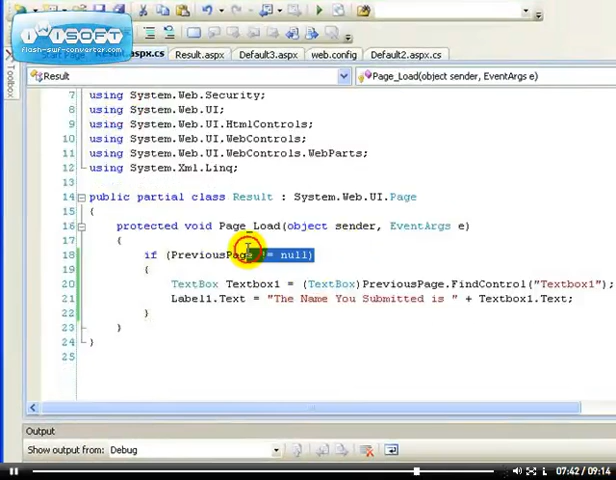 iWiSOFT
flash-swf-converter.com
.aspx.cs Result.aspx Default3.aspx web.config Default2.aspx.cs
Toolbox
Result Page_Load(object sender, EventArgs e)
7 using System.Web.Security;
8 using System.Web.UI;
9 using System.Web.UI.HtmlControls;
10 using System.Web.UI.WebControls;
11 using System.Web.UI.WebControls.WebParts;
12 using System.Xml.Linq;
13
14 public partial class Result : System.Web.UI.Page
15 {
16 protected void Page_Load(object sender, EventArgs e)
17 {
18 if (PreviousPage != null)
19 {
20 TextBox Textbox1 = (TextBox)PreviousPage.FindControl("Textbox1");
21 Label1.Text = "The Name You Submitted is " + Textbox1.Text;
22 }
23 }
24 }
25
Output
Show output from: Debug
07:42 / 09:14